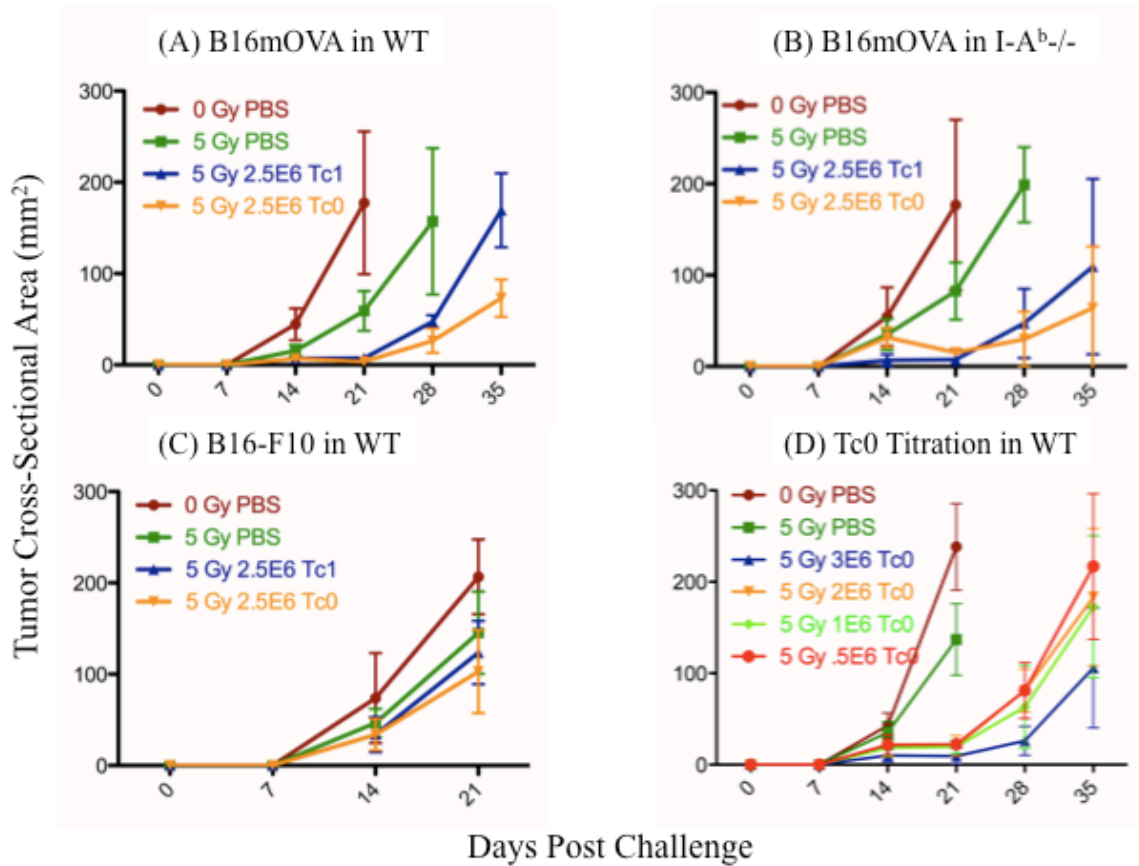 (A) B16mOVA in WT
300
200
100
0
0 Gy PBS
5 Gy PBS
5 Gy 2.5E6 Tc1
5 Gy 2.5E6 Tc0
0 7 14 21 28 35
(B) B16mOVA in I-Aᵇ-/-
300
200
100
0
0 Gy PBS
5 Gy PBS
5 Gy 2.5E6 Tc1
5 Gy 2.5E6 Tc0
0 7 14 21 28 35
(C) B16-F10 in WT
300
200
100
0
0 Gy PBS
5 Gy PBS
5 Gy 2.5E6 Tc1
5 Gy 2.5E6 Tc0
0 7 14 21
(D) Tc0 Titration in WT
300
200
100
0
0 Gy PBS
5 Gy PBS
5 Gy 3E6 Tc0
5 Gy 2E6 Tc0
5 Gy 1E6 Tc0
5 Gy .5E6 Tc0
0 7 14 21 28 35
Tumor Cross-Sectional Area (mm²)
Days Post Challenge